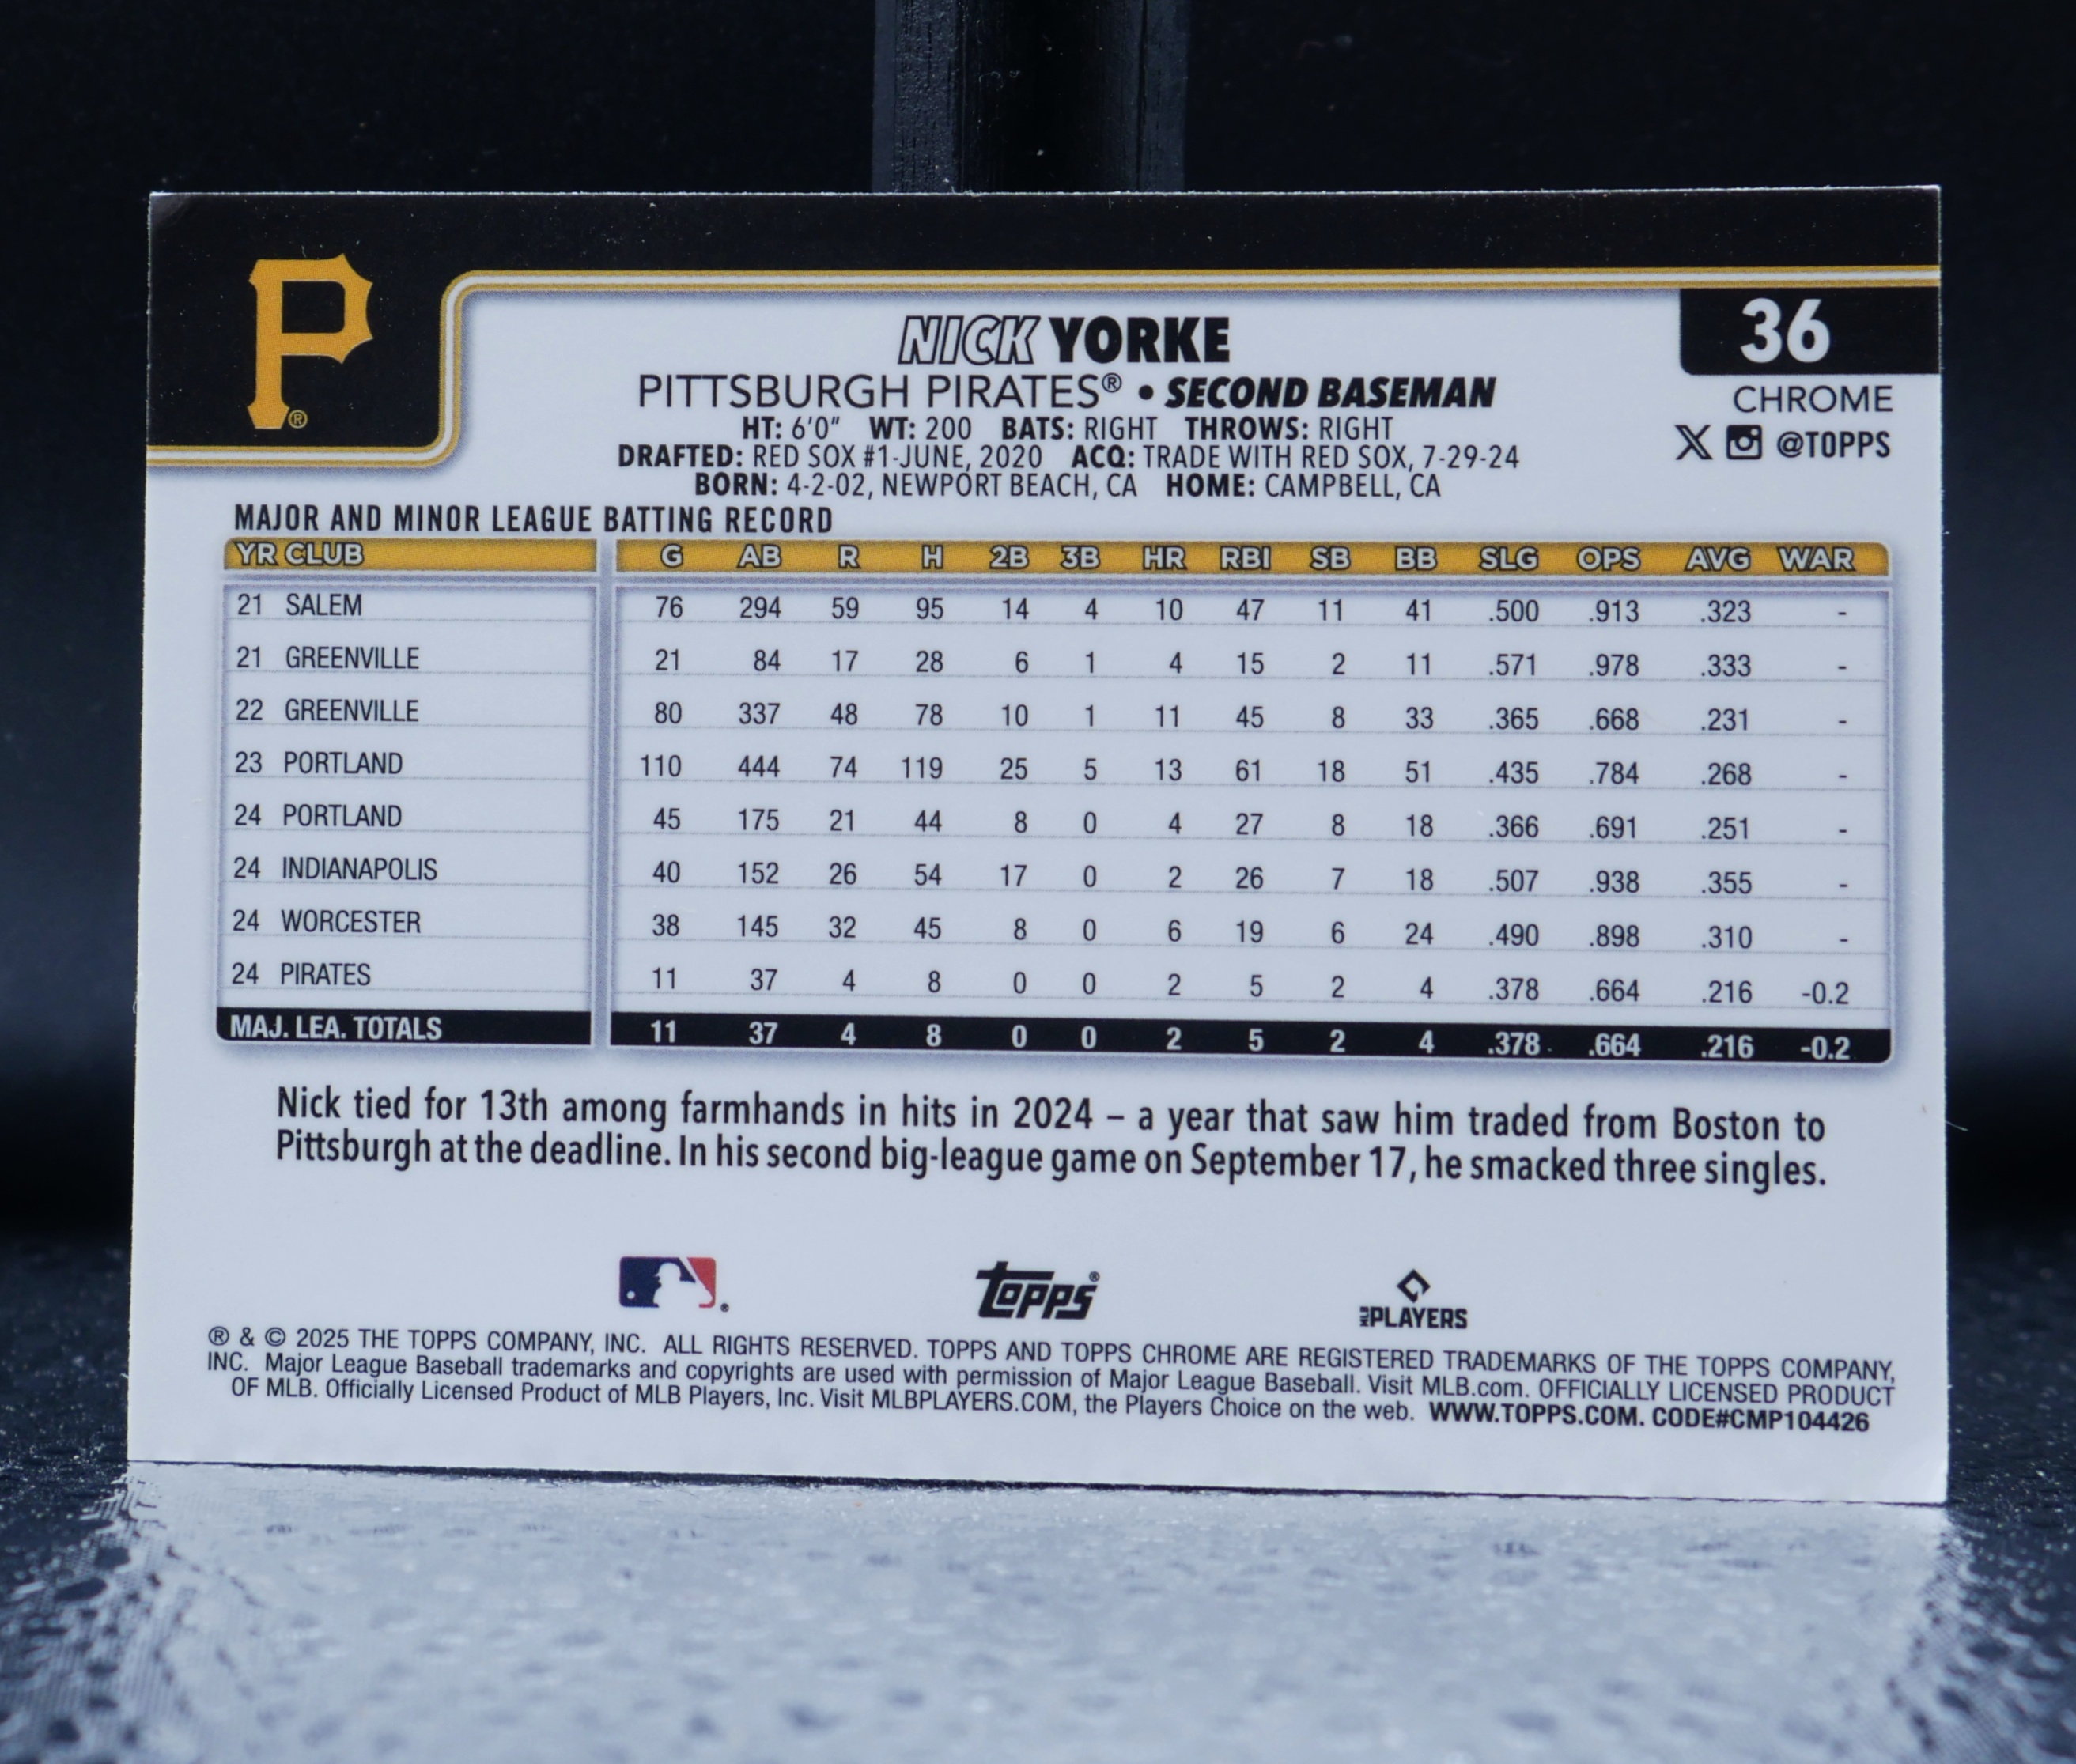 P®
NICK YORKE
36
PITTSBURGH PIRATES® • SECOND BASEMAN
CHROME
HT: 6'0" WT: 200 BATS: RIGHT THROWS: RIGHT
@TOPPS
DRAFTED: RED SOX #1-JUNE, 2020 ACQ: TRADE WITH RED SOX, 7-29-24
BORN: 4-2-02, NEWPORT BEACH, CA HOME: CAMPBELL, CA
MAJOR AND MINOR LEAGUE BATTING RECORD
YR CLUB G AB R H 2B 3B HR RBI SB BB SLG OPS AVG WAR
21 SALEM 76 294 59 95 14 4 10 47 11 41 .500 .913 .323 -
21 GREENVILLE 21 84 17 28 6 1 4 15 2 11 .571 .978 .333 -
22 GREENVILLE 80 337 48 78 10 1 11 45 8 33 .365 .668 .231 -
23 PORTLAND 110 444 74 119 25 5 13 61 18 51 .435 .784 .268 -
24 PORTLAND 45 175 21 44 8 0 4 27 8 18 .366 .691 .251 -
24 INDIANAPOLIS 40 152 26 54 17 0 2 26 7 18 .507 .938 .355 -
24 WORCESTER 38 145 32 45 8 0 6 19 6 24 .490 .898 .310 -
24 PIRATES 11 37 4 8 0 0 2 5 2 4 .378 .664 .216 -0.2
MAJ. LEA. TOTALS 11 37 4 8 0 0 2 5 2 4 .378 .664 .216 -0.2
Nick tied for 13th among farmhands in hits in 2024 – a year that saw him traded from Boston to
Pittsburgh at the deadline. In his second big-league game on September 17, he smacked three singles.
Topps®
MLB PLAYERS
® & © 2025 THE TOPPS COMPANY, INC. ALL RIGHTS RESERVED. TOPPS AND TOPPS CHROME ARE REGISTERED TRADEMARKS OF THE TOPPS COMPANY,
INC. Major League Baseball trademarks and copyrights are used with permission of Major League Baseball. Visit MLB.com. OFFICIALLY LICENSED PRODUCT
OF MLB. Officially Licensed Product of MLB Players, Inc. Visit MLBPLAYERS.COM, the Players Choice on the web. WWW.TOPPS.COM. CODE#CMP104426